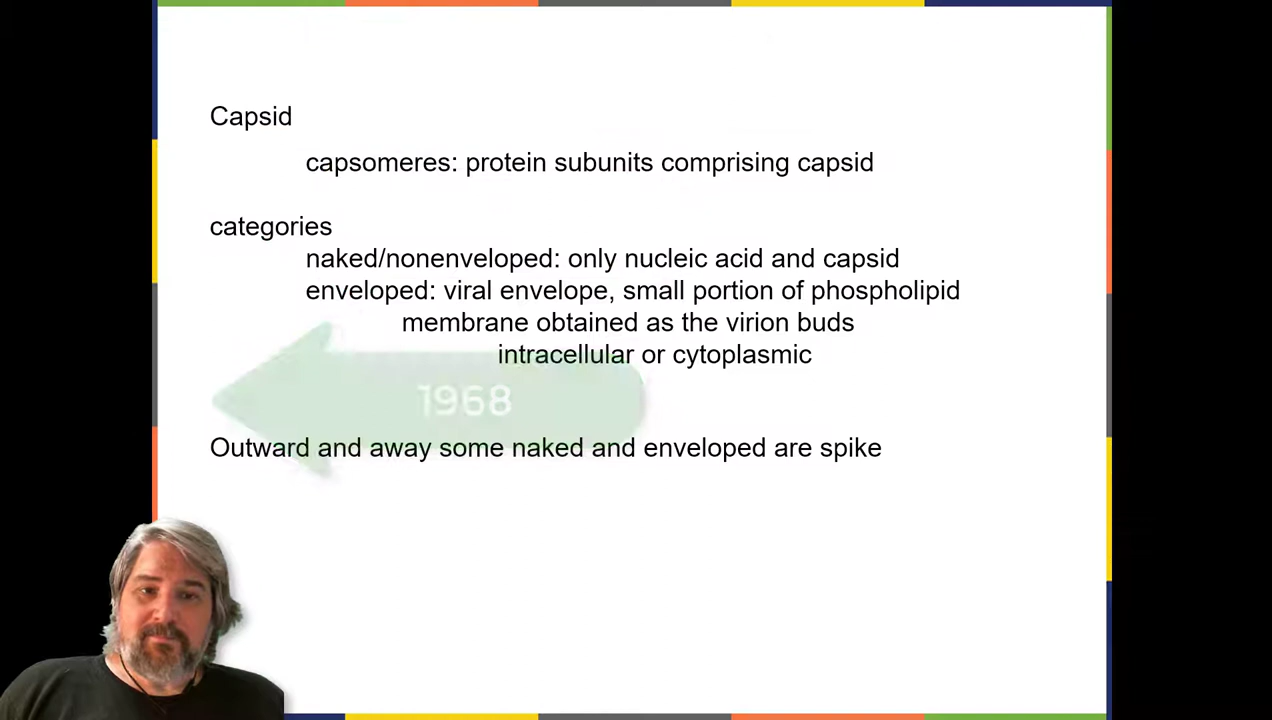 Capsid
capsomeres: protein subunits comprising capsid
categories
naked/nonenveloped: only nucleic acid and capsid
enveloped: viral envelope, small portion of phospholipid
membrane obtained as the virion buds
intracellular or cytoplasmic
1968
Outward and away some naked and enveloped are spike